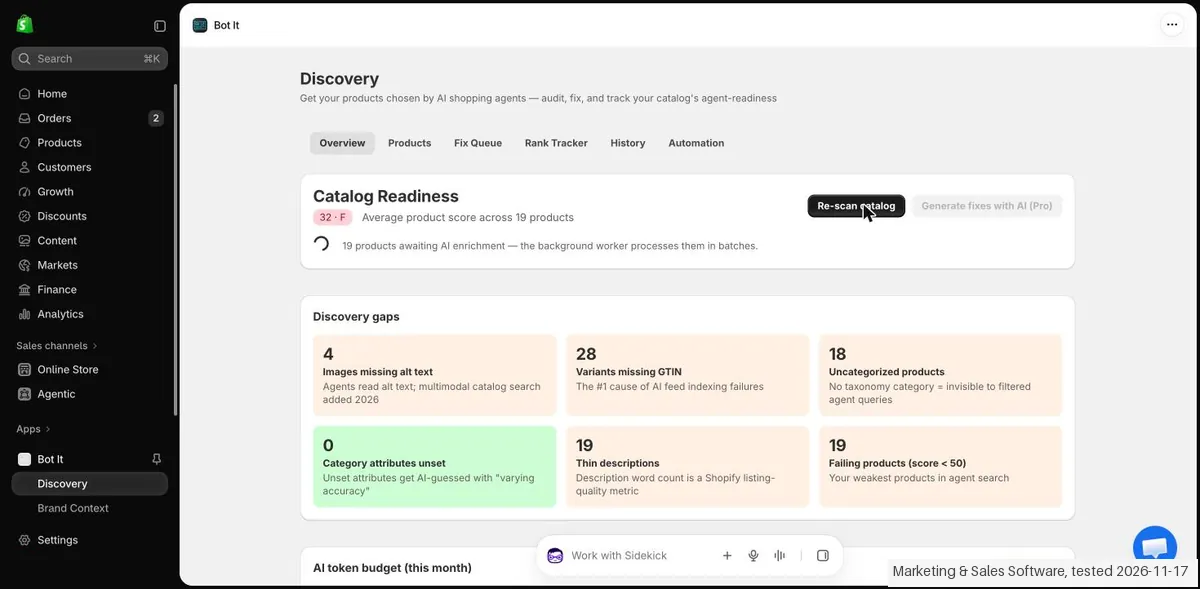 Bot It
Search ⌘K
Home
Orders 2
Products
Customers
Growth
Discounts
Content
Markets
Finance
Analytics
Sales channels
Online Store
Agentic
Apps
Bot It
Discovery
Brand Context
Settings
Discovery
Get your products chosen by AI shopping agents — audit, fix, and track your catalog's agent-readiness
Overview Products Fix Queue Rank Tracker History Automation
Catalog Readiness
32 · F Average product score across 19 products
Re-scan catalog Generate fixes with AI (Pro)
19 products awaiting AI enrichment — the background worker processes them in batches.
Discovery gaps
4
Images missing alt text
Agents read alt text; multimodal catalog search
added 2026
28
Variants missing GTIN
The #1 cause of AI feed indexing failures
18
Uncategorized products
No taxonomy category = invisible to filtered
agent queries
0
Category attributes unset
Unset attributes get AI-guessed with "varying
accuracy"
19
Thin descriptions
Description word count is a Shopify listing-
quality metric
19
Failing products (score < 50)
Your weakest products in agent search
AI token budget (this month)
Work with Sidekick
Marketing & Sales Software, tested 2026-11-17